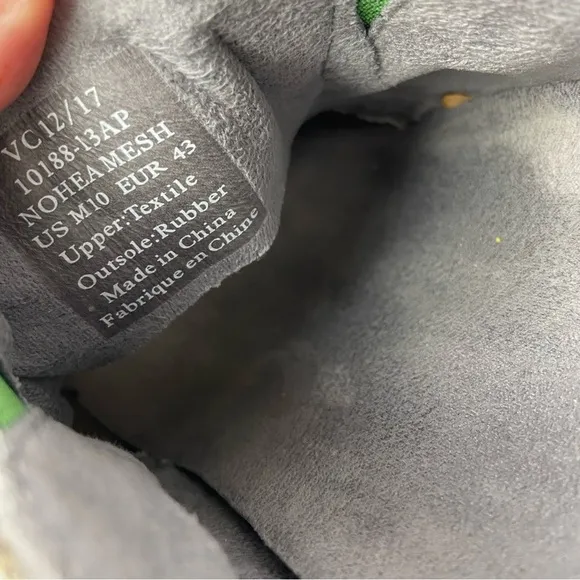 VC12/17
10188-13AP
NOHEAMESH
US M10 EUR 43
Upper:Textile
Outsole:Rubber
Made in China
Fabrique en Chine